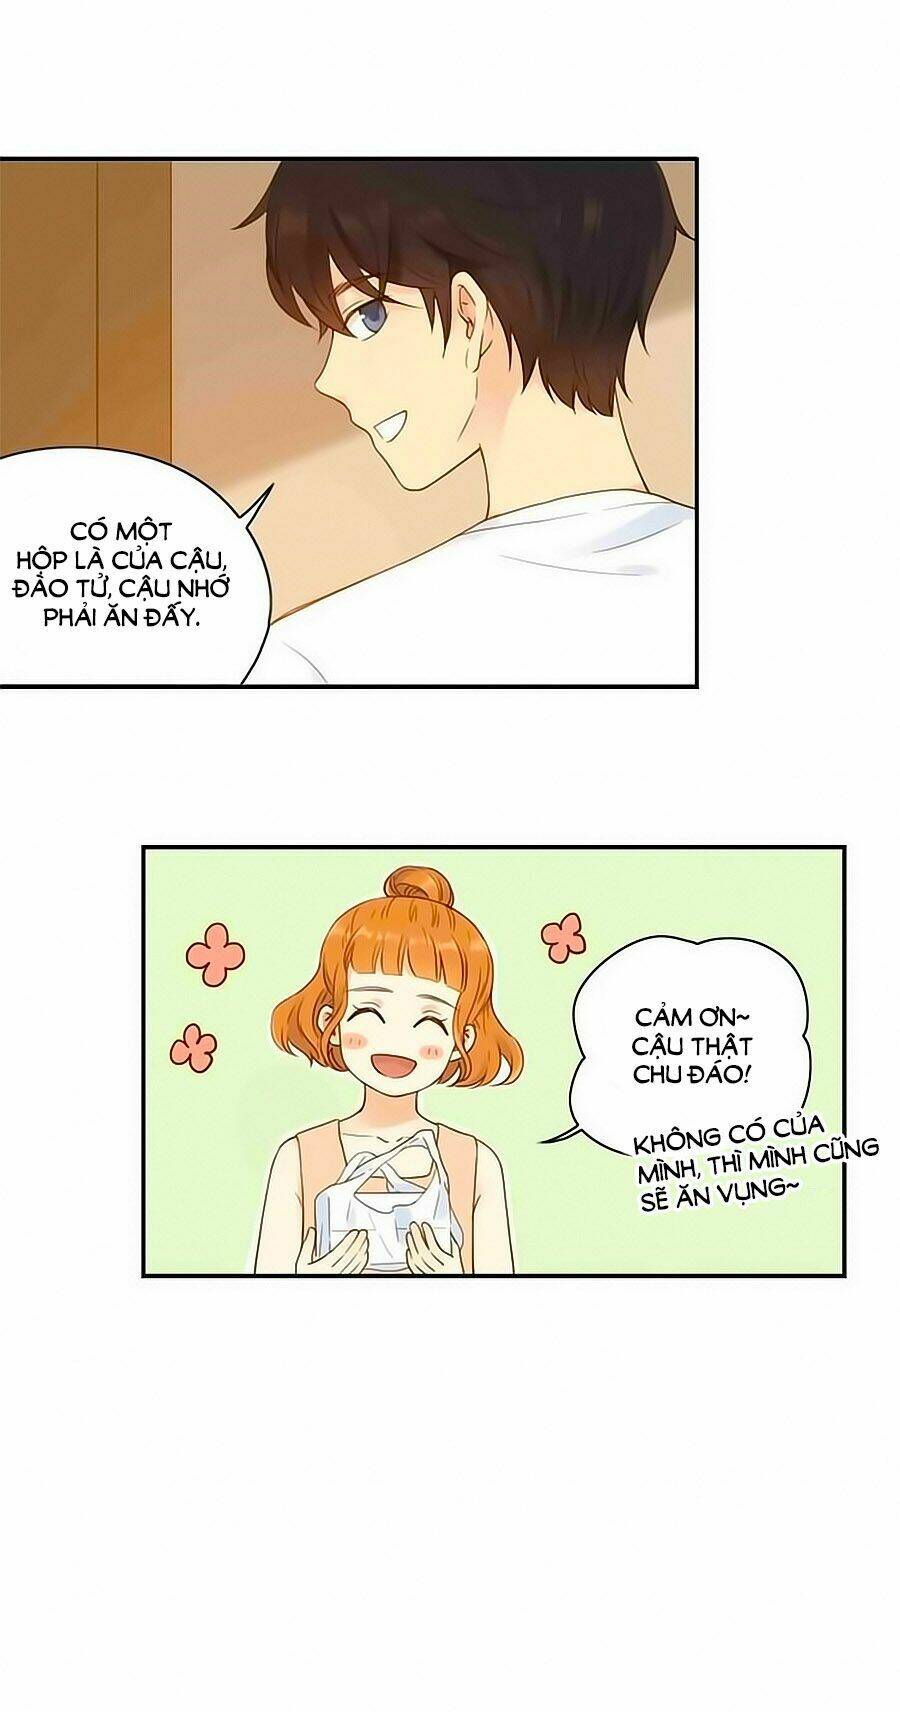 CÓ MỘT
HỘP LÀ CỦA CẬU,
ĐÀO TỬ, CẬU NHỚ
PHẢI ĂN ĐẤY.
CẢM ƠN~
CẬU THẬT
CHU ĐÁO!
KHÔNG CÓ CỦA
MÌNH, THÌ MÌNH CŨNG
SẼ ĂN VỤNG~